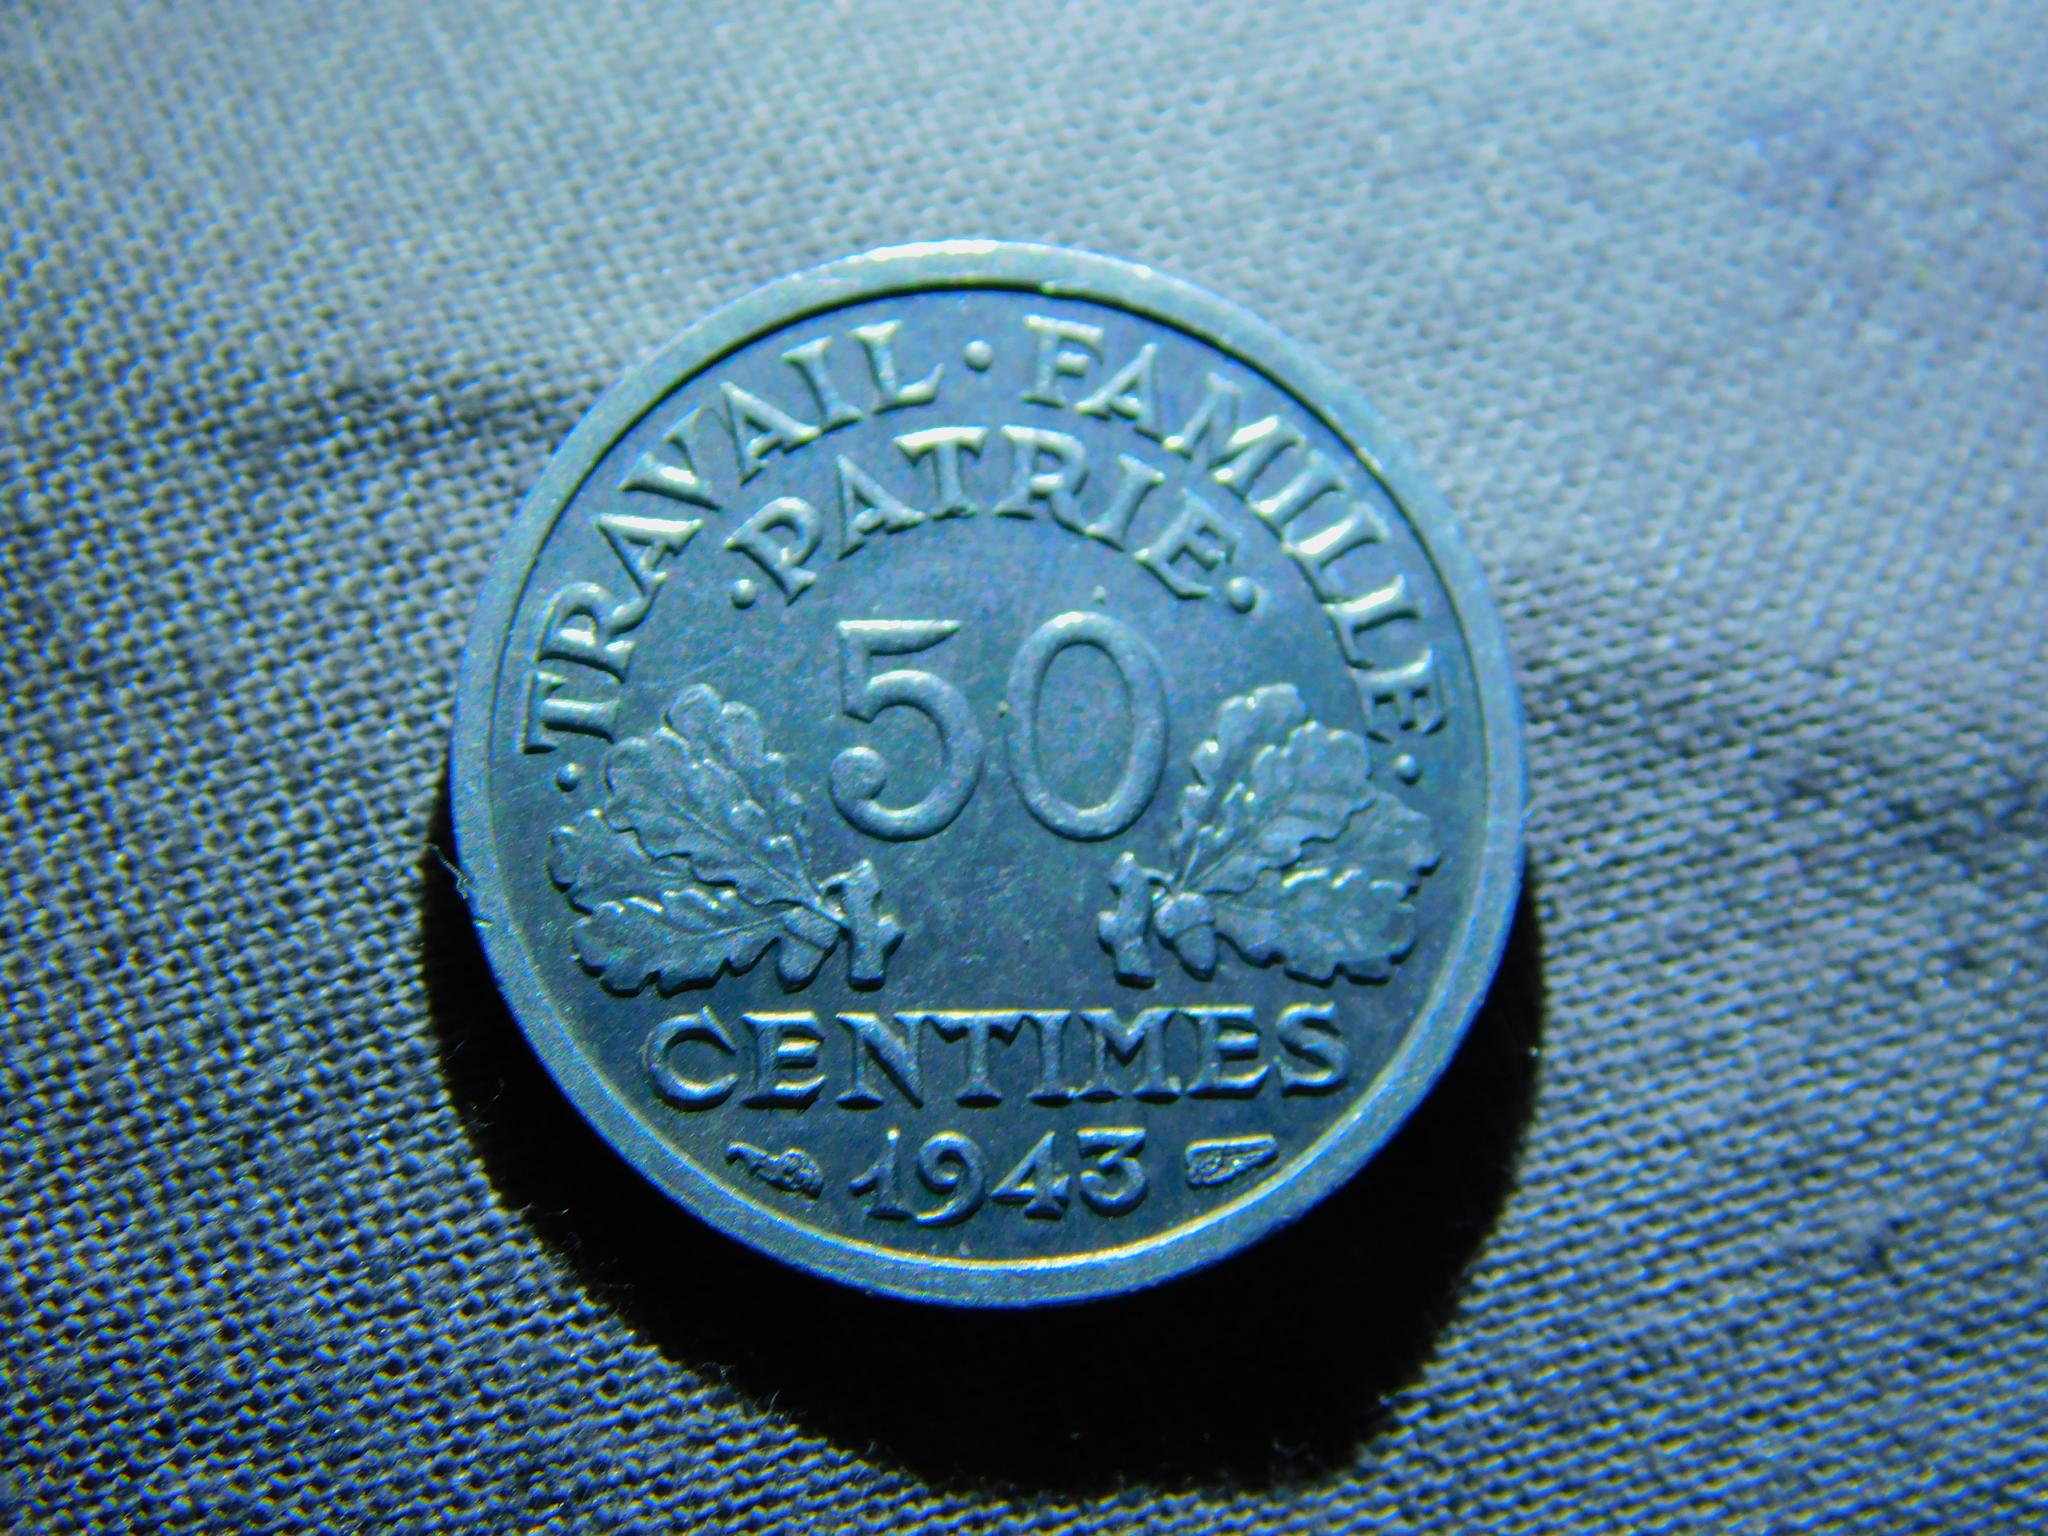 · TRAVAIL · FAMILLE ·
· PATRIE ·
50
CENTIMES
1943